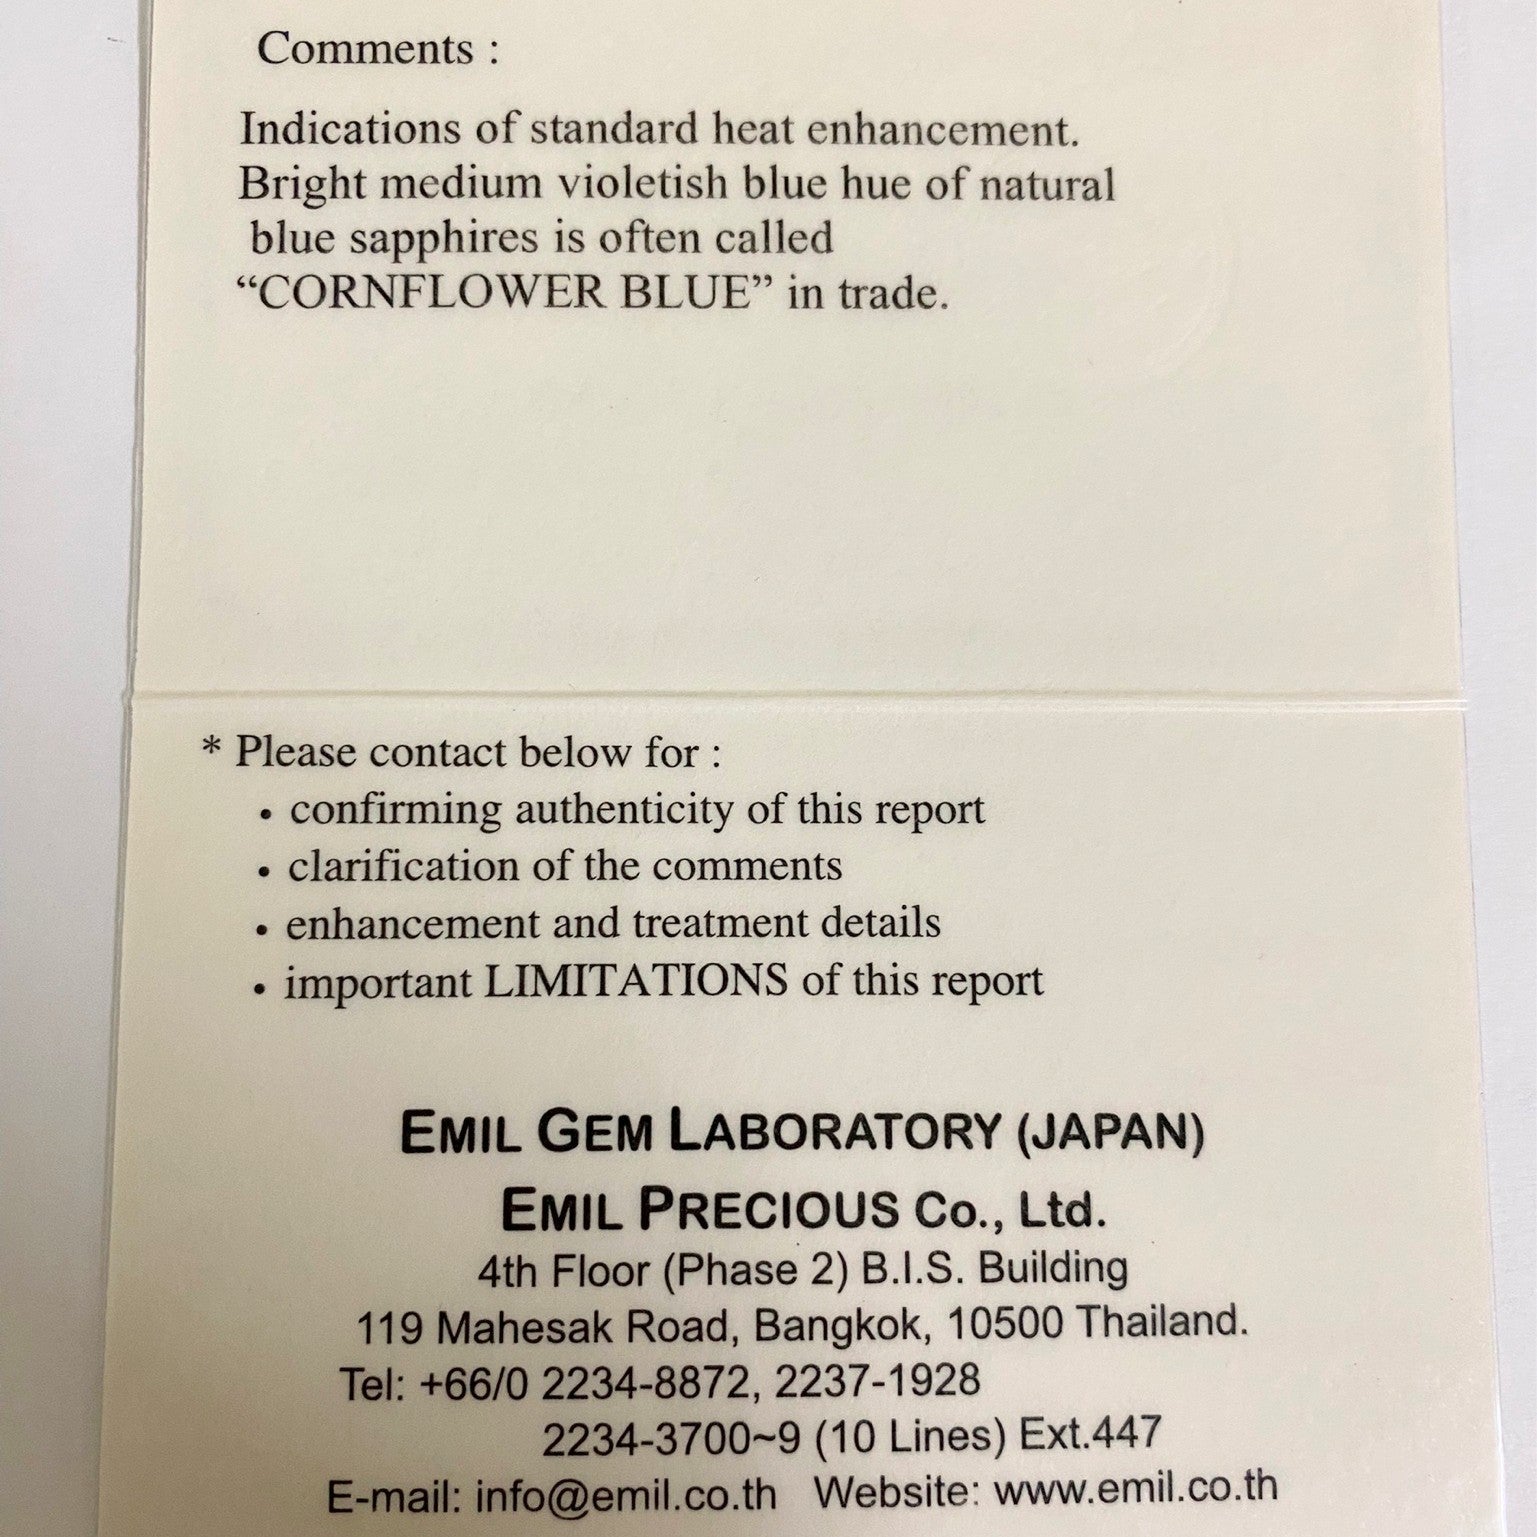 Comments :
Indications of standard heat enhancement.
Bright medium violetish blue hue of natural
blue sapphires is often called
“CORNFLOWER BLUE” in trade.
* Please contact below for :
• confirming authenticity of this report
• clarification of the comments
• enhancement and treatment details
• important LIMITATIONS of this report
EMIL GEM LABORATORY (JAPAN)
EMIL PRECIOUS Co., Ltd.
4th Floor (Phase 2) B.I.S. Building
119 Mahesak Road, Bangkok, 10500 Thailand.
Tel: +66/0 2234-8872, 2237-1928
2234-3700~9 (10 Lines) Ext.447
E-mail: info@emil.co.th Website: www.emil.co.th